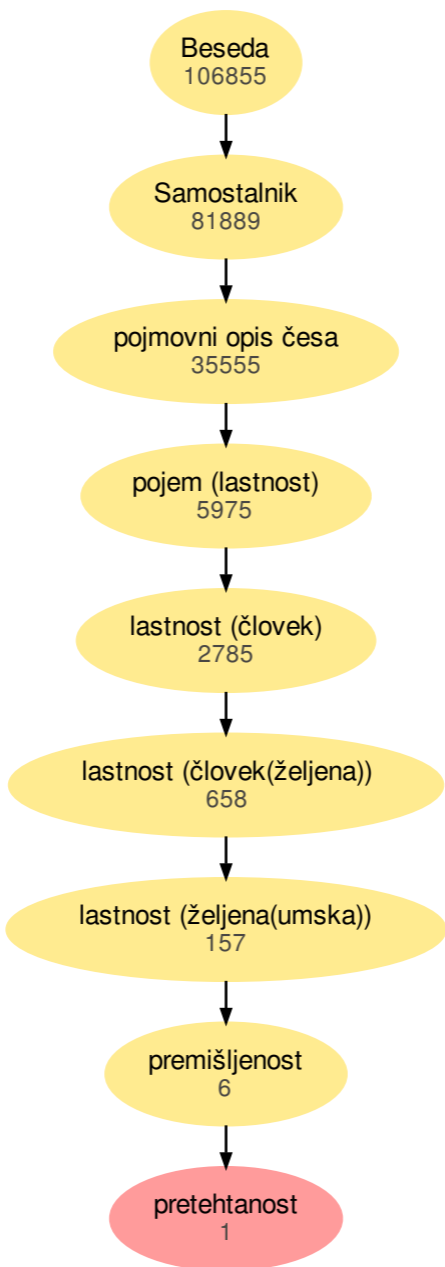 Beseda
106855
Samostalnik
81889
pojmovni opis česa
35555
pojem (lastnost)
5975
lastnost (človek)
2785
lastnost (človek(željena))
658
lastnost (željena(umska))
157
premišljenost
6
pretehtanost
1